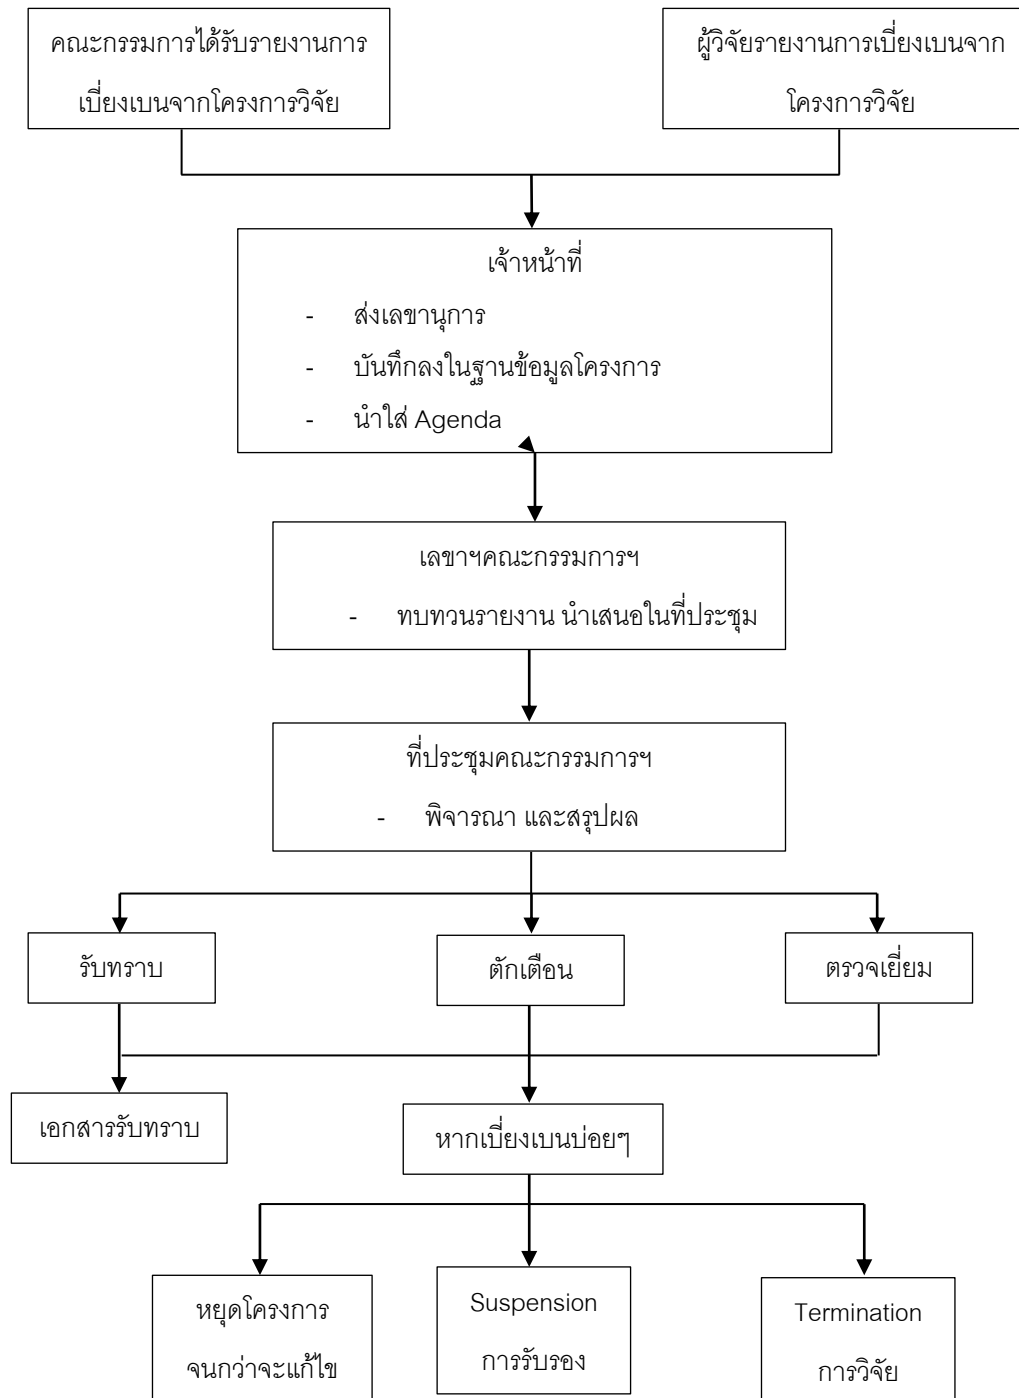 คณะกรรมการได้รับรายงานการ
เบี่ยงเบนจากโครงการวิจัย
ผู้วิจัยรายงานการเบี่ยงเบนจาก
โครงการวิจัย
เจ้าหน้าที่
- ส่งเลขานุการ
- บันทึกลงในฐานข้อมูลโครงการ
- นำใส่ Agenda
เลขาฯคณะกรรมการฯ
- ทบทวนรายงาน นำเสนอในที่ประชุม
ที่ประชุมคณะกรรมการฯ
- พิจารณา และสรุปผล
รับทราบ
ตักเตือน
ตรวจเยี่ยม
เอกสารรับทราบ
หากเบี่ยงเบนบ่อยๆ
หยุดโครงการ
จนกว่าจะแก้ไข
Suspension
การรับรอง
Termination
การวิจัย